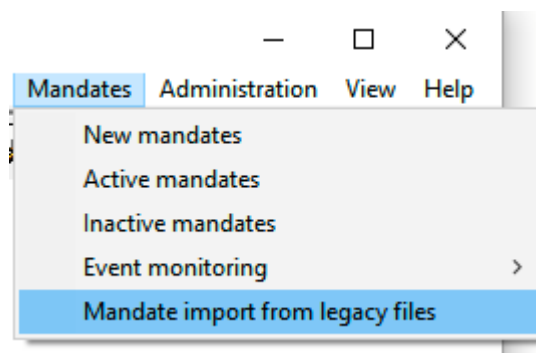 Mandates Administration View Help
New mandates
Active mandates
Inactive mandates
Event monitoring
Mandate import from legacy files